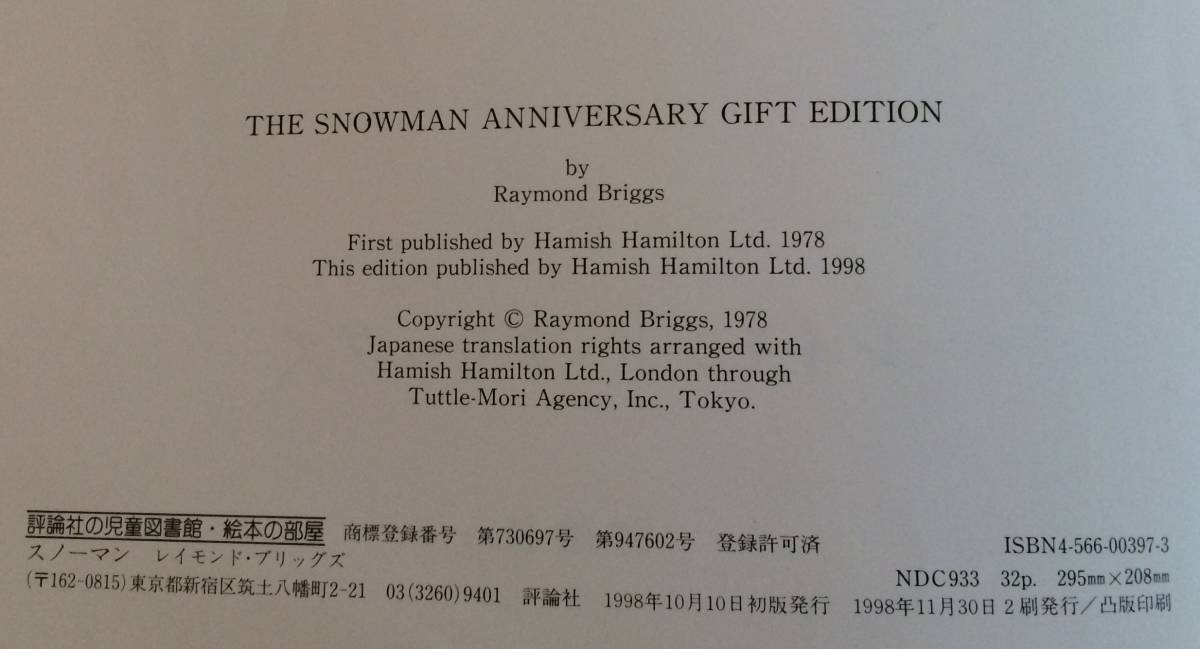 THE SNOWMAN ANNIVERSARY GIFT EDITION
by
Raymond Briggs
First published by Hamish Hamilton Ltd. 1978
This edition published by Hamish Hamilton Ltd. 1998
Copyright © Raymond Briggs, 1978
Japanese translation rights arranged with
Hamish Hamilton Ltd., London through
Tuttle-Mori Agency, Inc., Tokyo.
評論社の児童図書館・絵本の部屋 商標登録番号 第730697号 第947602号 登録許可済 ISBN4-566-00397-3
スノーマン レイモンド・ブリッグズ NDC933 32p. 295㎜×208㎜
(〒162-0815)東京都新宿区筑土八幡町2-21 03(3260)9401 評論社 1998年10月10日初版発行 1998年11月30日2刷発行/凸版印刷